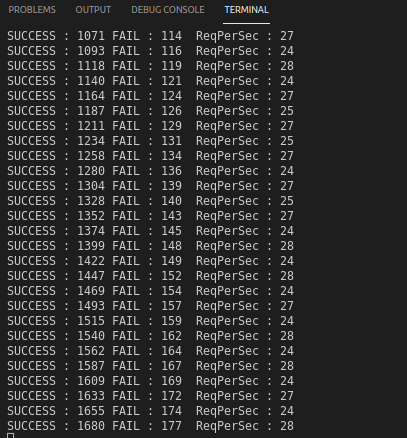 PROBLEMS OUTPUT DEBUG CONSOLE TERMINAL
SUCCESS : 1071 FAIL : 114  ReqPerSec : 27
SUCCESS : 1093 FAIL : 116  ReqPerSec : 24
SUCCESS : 1118 FAIL : 119  ReqPerSec : 28
SUCCESS : 1140 FAIL : 121  ReqPerSec : 24
SUCCESS : 1164 FAIL : 124  ReqPerSec : 27
SUCCESS : 1187 FAIL : 126  ReqPerSec : 25
SUCCESS : 1211 FAIL : 129  ReqPerSec : 27
SUCCESS : 1234 FAIL : 131  ReqPerSec : 25
SUCCESS : 1258 FAIL : 134  ReqPerSec : 27
SUCCESS : 1280 FAIL : 136  ReqPerSec : 24
SUCCESS : 1304 FAIL : 139  ReqPerSec : 27
SUCCESS : 1328 FAIL : 140  ReqPerSec : 25
SUCCESS : 1352 FAIL : 143  ReqPerSec : 27
SUCCESS : 1374 FAIL : 145  ReqPerSec : 24
SUCCESS : 1399 FAIL : 148  ReqPerSec : 28
SUCCESS : 1422 FAIL : 149  ReqPerSec : 24
SUCCESS : 1447 FAIL : 152  ReqPerSec : 28
SUCCESS : 1469 FAIL : 154  ReqPerSec : 24
SUCCESS : 1493 FAIL : 157  ReqPerSec : 27
SUCCESS : 1515 FAIL : 159  ReqPerSec : 24
SUCCESS : 1540 FAIL : 162  ReqPerSec : 28
SUCCESS : 1562 FAIL : 164  ReqPerSec : 24
SUCCESS : 1587 FAIL : 167  ReqPerSec : 28
SUCCESS : 1609 FAIL : 169  ReqPerSec : 24
SUCCESS : 1633 FAIL : 172  ReqPerSec : 27
SUCCESS : 1655 FAIL : 174  ReqPerSec : 24
SUCCESS : 1680 FAIL : 177  ReqPerSec : 28